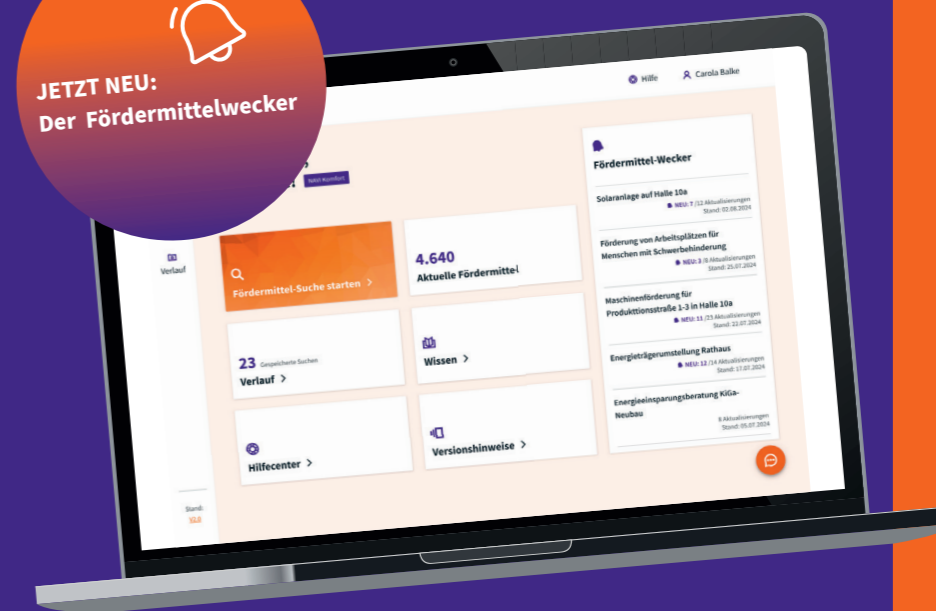 JETZT NEU:
Der Fördermittelwecker
Hilfe
Carola Balke
Jetzt Komfort
Verlauf
Fördermittel-Suche starten
4.640
Aktuelle Fördermittel
23 Gespeicherte Suchen
Verlauf
Wissen
Hilfecenter
Versionshinweise
Stand:
Fördermittel-Wecker
Solaranlage auf Halle 10a
NEU: 7 /12 Aktualisierungen
Stand: 02.08.2024
Förderung von Arbeitsplätzen für
Menschen mit Schwerbehinderung
NEU: 3 /8 Aktualisierungen
Stand: 25.07.2024
Maschinenförderung für
Produkttionsstraße 1-3 in Halle 10a
NEU: 11 /23 Aktualisierungen
Stand: 22.07.2024
Energieträgerumstellung Rathaus
NEU: 12 /14 Aktualisierungen
Stand: 17.07.2024
Energieeinsparungsberatung KiGa-
Neubau
8 Aktualisierungen
Stand: 05.07.2024